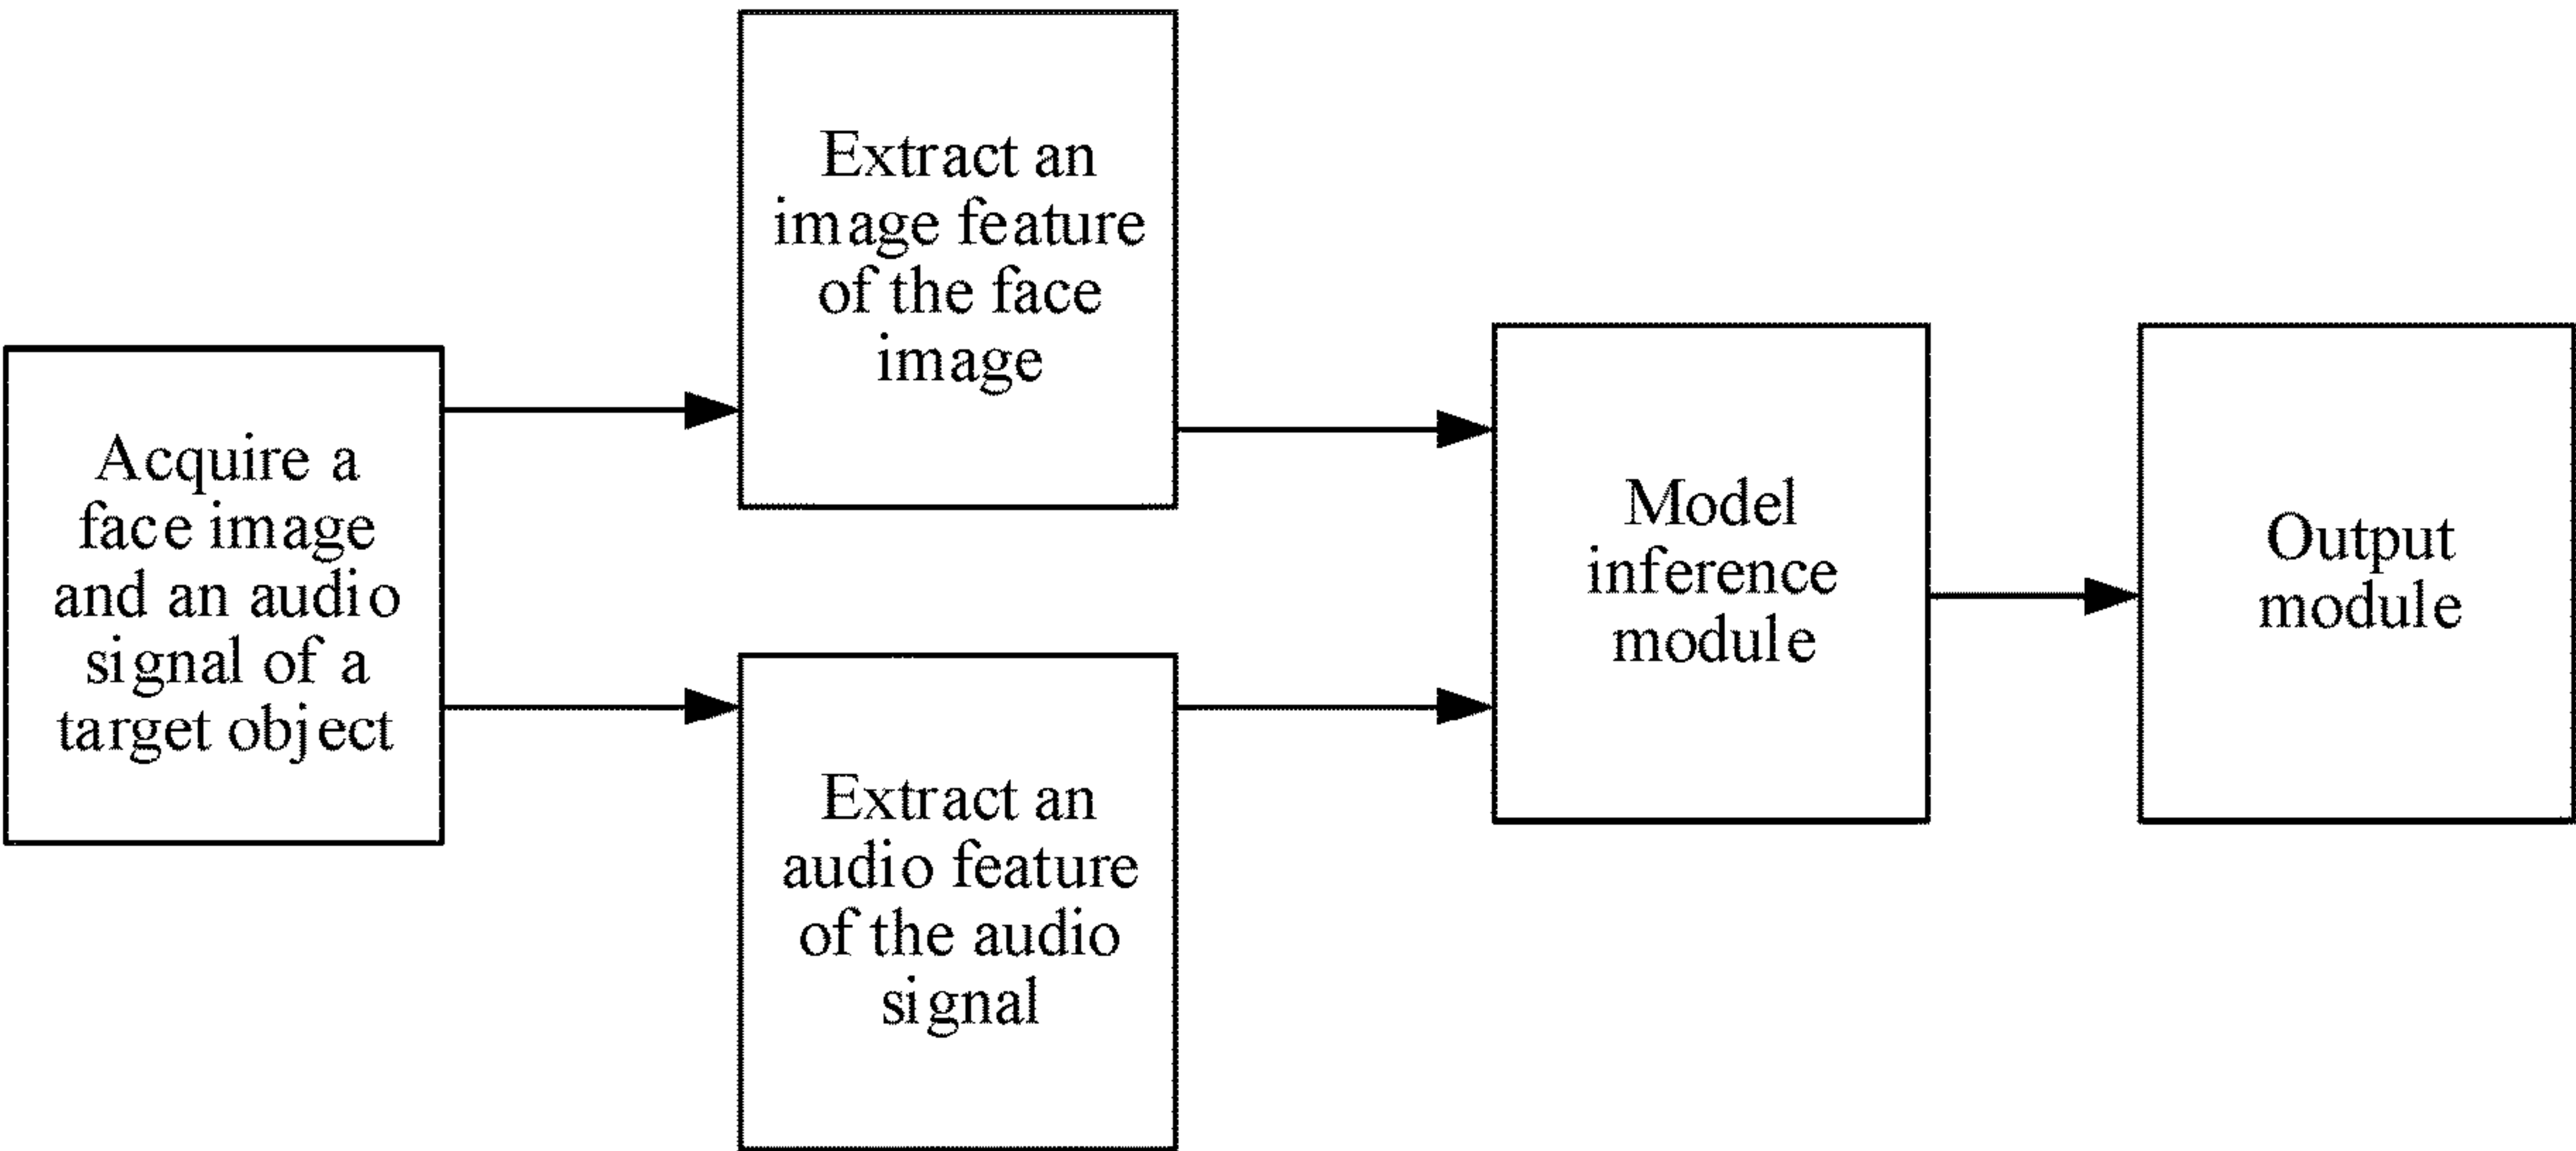 Acquire a
face image
and an audio
signal of a
target object
Extract an
image feature
of the face
image
Extract an
audio feature
of the audio
signal
Model
inference
module
Output
module